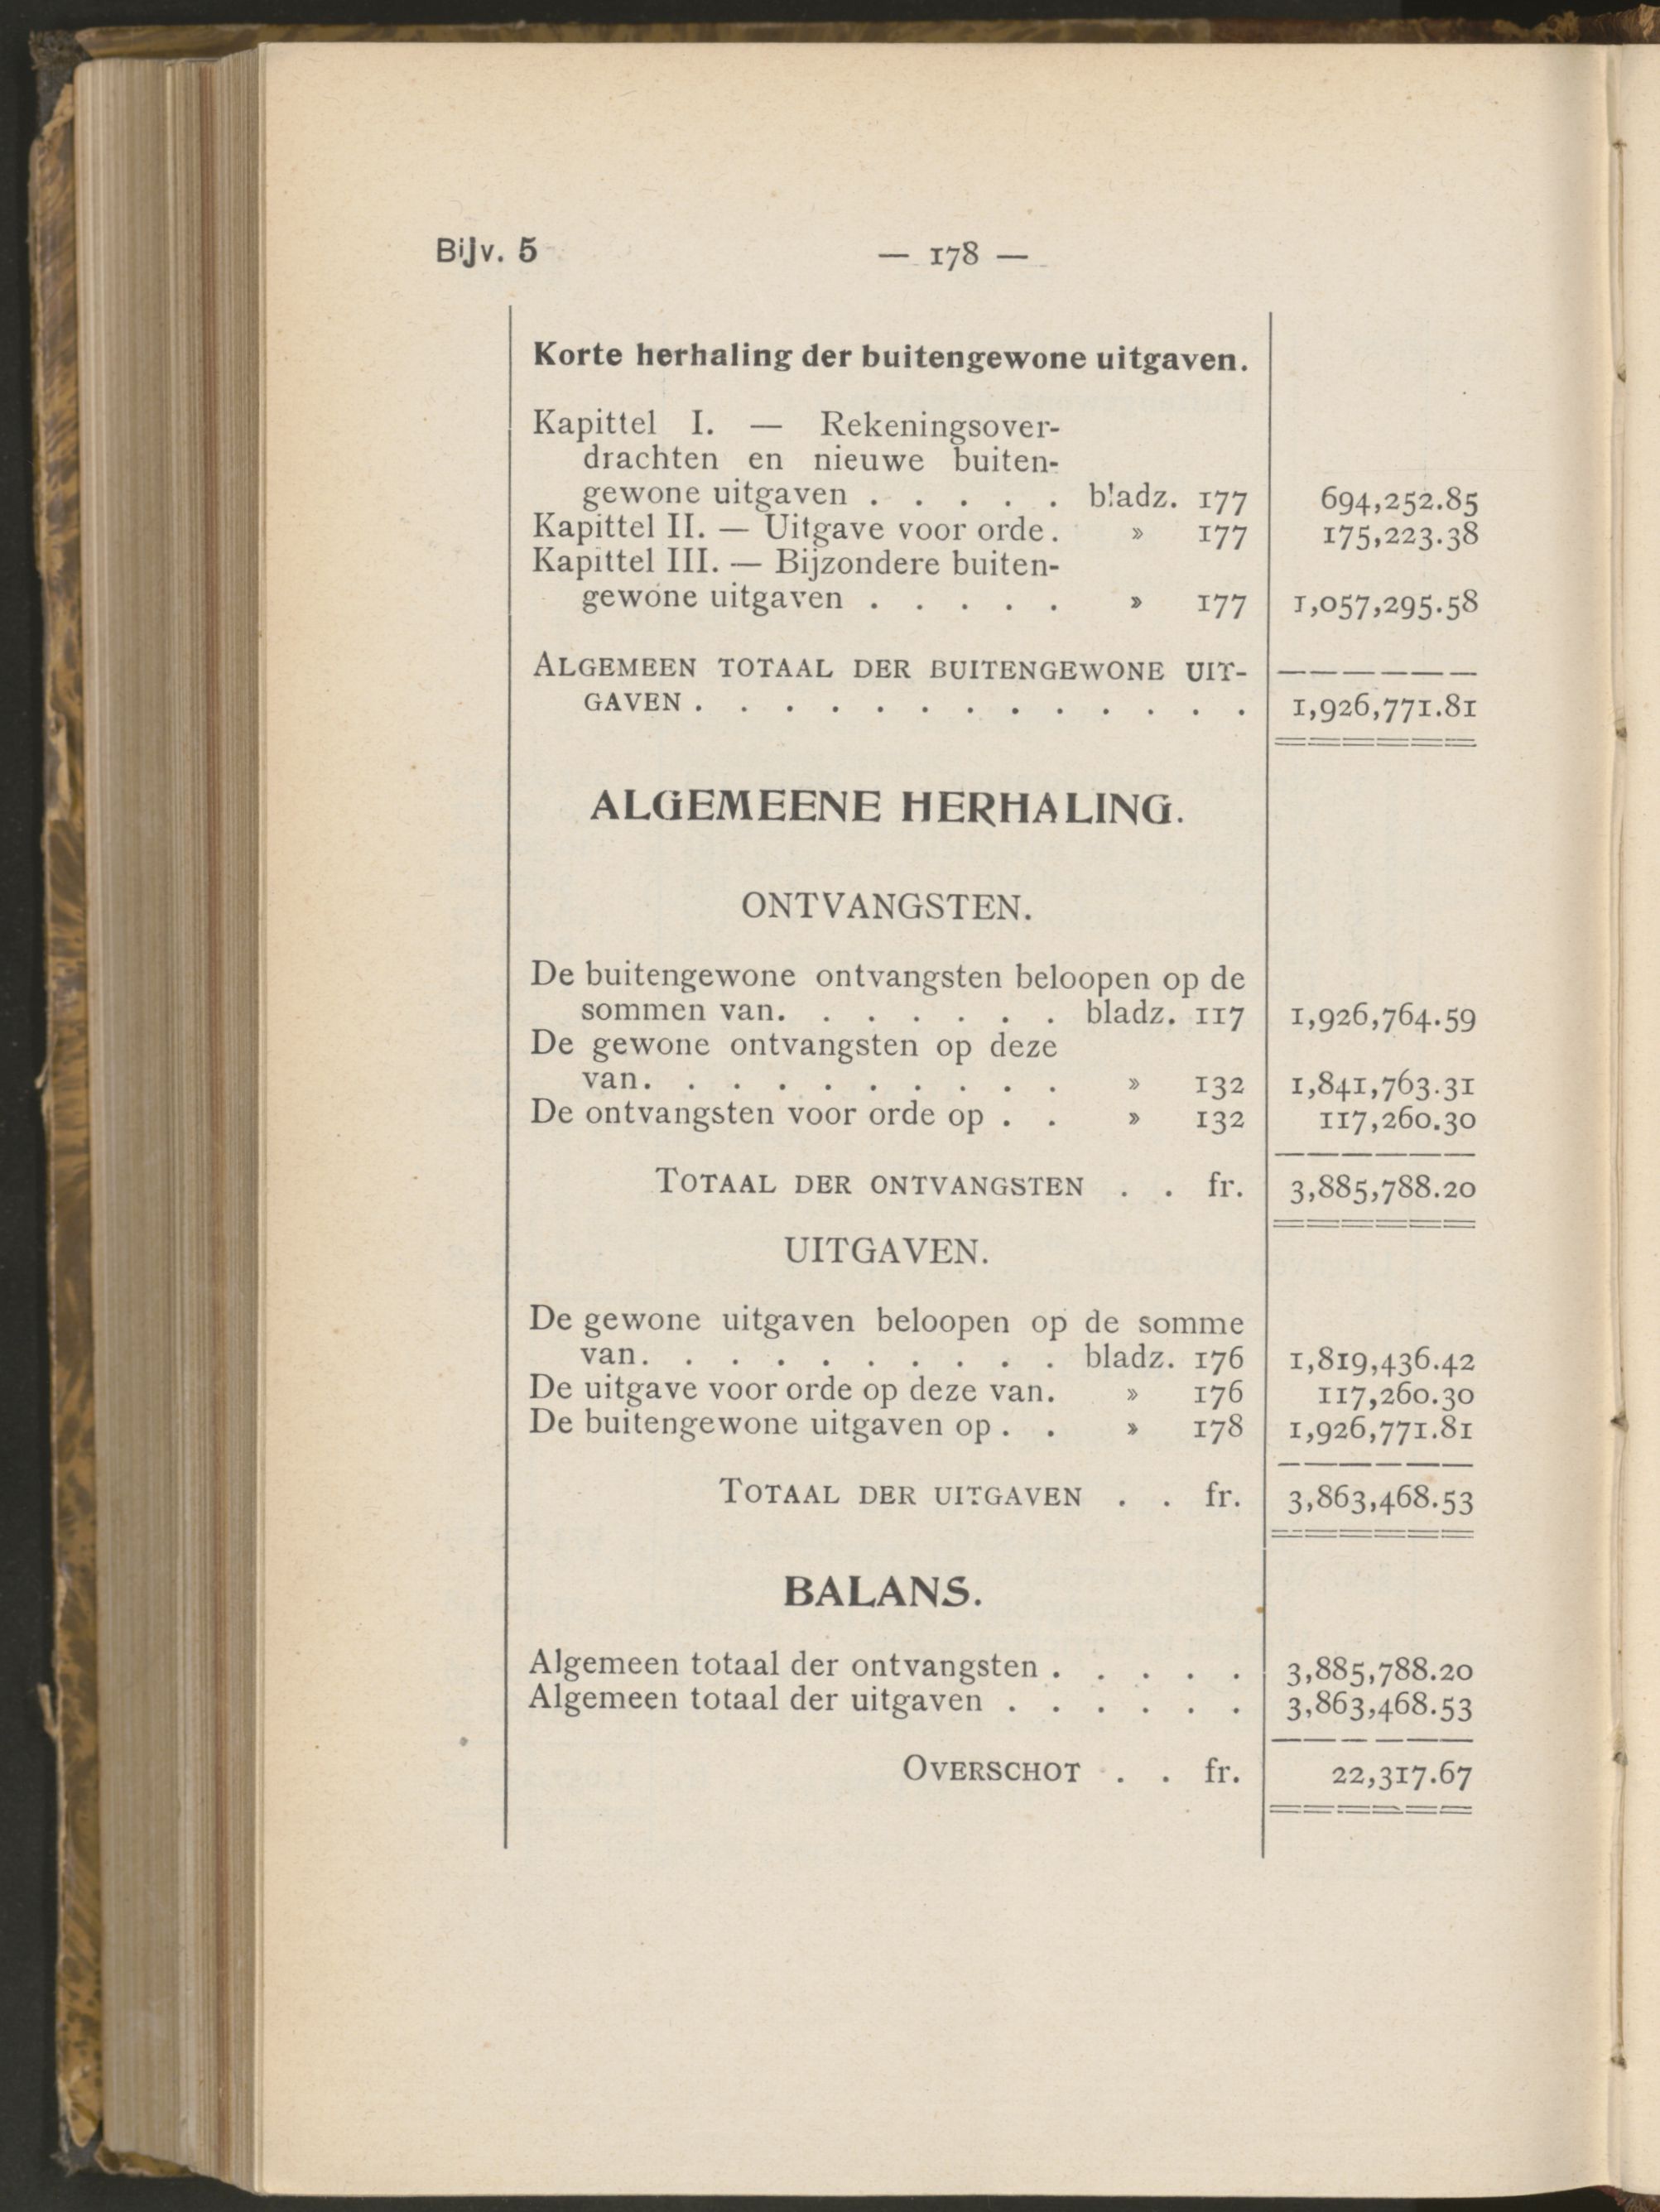 Bijv. 5
— 178 —
Korte herhaling der buitengewone uitgaven.
Kapittel I. — Rekeningsover-
drachten en nieuwe buiten-
gewone uitgaven . . . . . bladz. 177 694,252.85
Kapittel II. — Uitgave voor orde. » 177 175,223.38
Kapittel III. — Bijzondere buiten-
gewone uitgaven . . . . . » 177 1,057,295.58
ALGEMEEN TOTAAL DER BUITENGEWONE UIT-
GAVEN . . . . . . . . . . . . . 1,926,771.81
ALGEMEENE HERHALING.
ONTVANGSTEN.
De buitengewone ontvangsten beloopen op de
sommen van. . . . . . . bladz. 117 1,926,764.59
De gewone ontvangsten op deze
van. . . . . . . . . . » 132 1,841,763.31
De ontvangsten voor orde op . . » 132 117,260.30
TOTAAL DER ONTVANGSTEN . . fr. 3,885,788.20
UITGAVEN.
De gewone uitgaven beloopen op de somme
van. . . . . . . . . . bladz. 176 1,819,436.42
De uitgave voor orde op deze van. » 176 117,260.30
De buitengewone uitgaven op . . » 178 1,926,771.81
TOTAAL DER UITGAVEN . . fr. 3,863,468.53
BALANS.
Algemeen totaal der ontvangsten . . . . . 3,885,788.20
Algemeen totaal der uitgaven . . . . . . 3,863,468.53
OVERSCHOT . . fr. 22,317.67